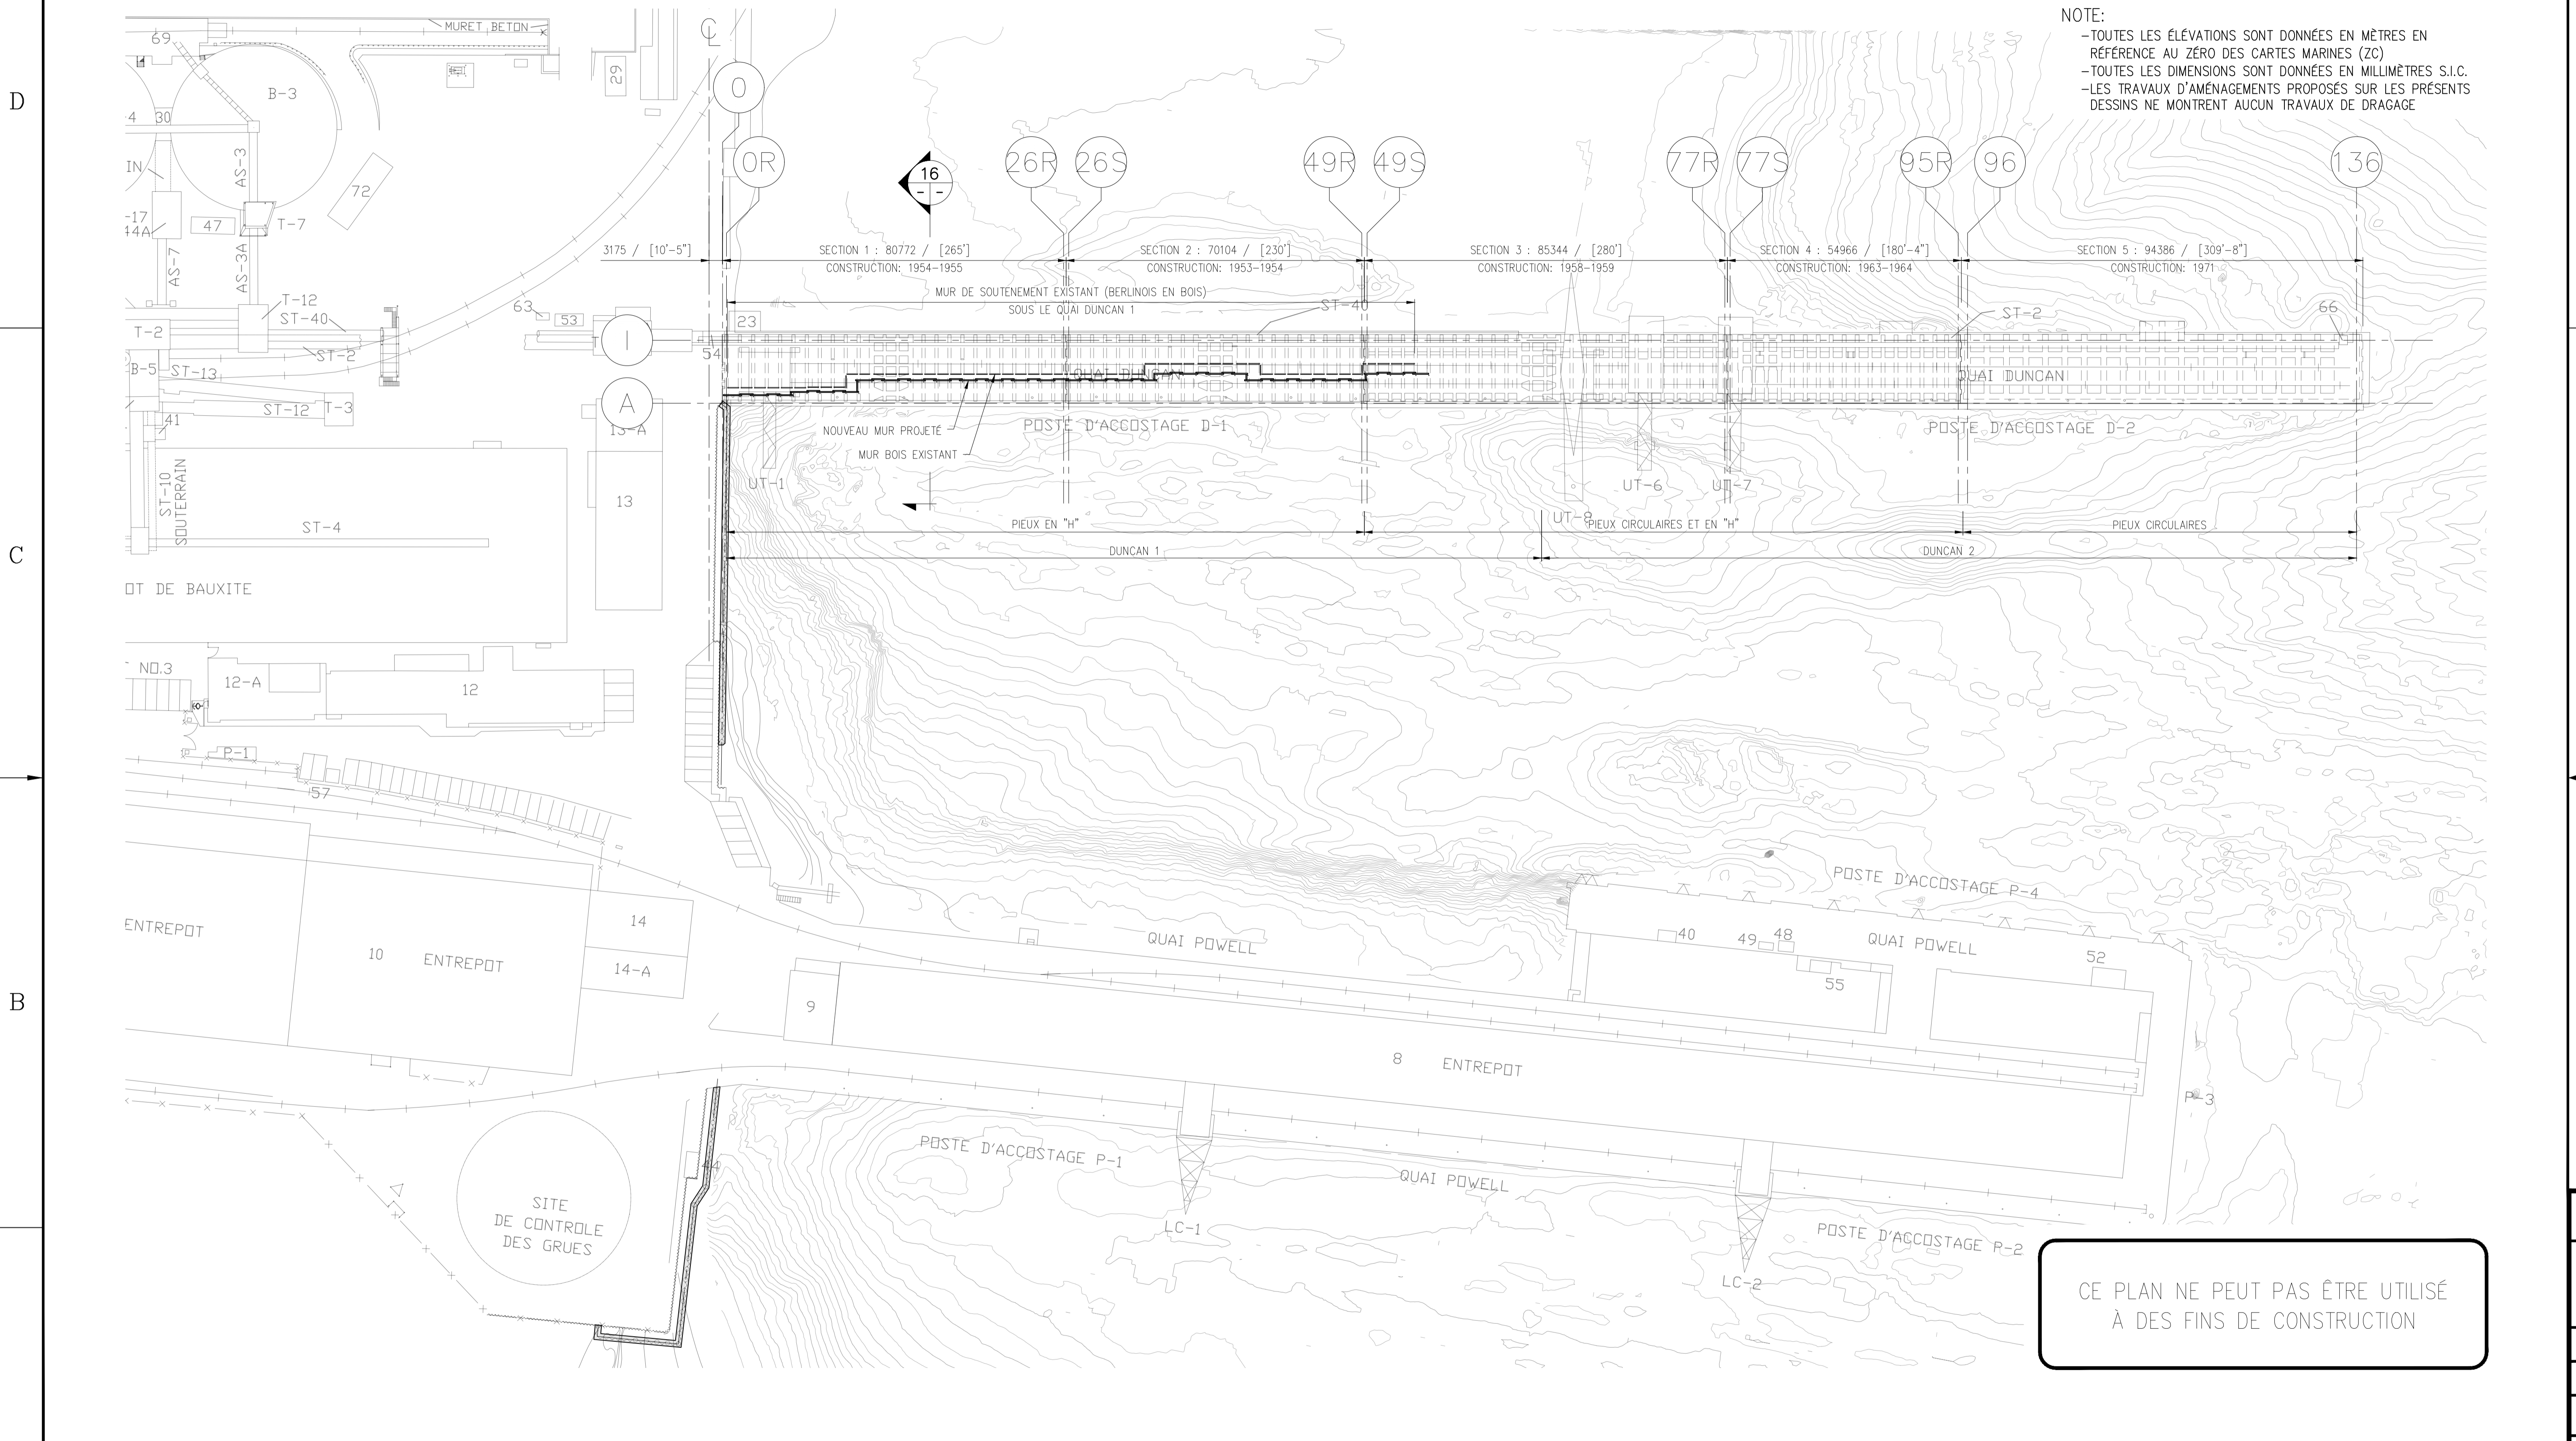 NOTE:
-TOUTES LES ÉLÉVATIONS SONT DONNÉES EN MÈTRES EN
RÉFÉRENCE AU ZÉRO DES CARTES MARINES (ZC)
-TOUTES LES DIMENSIONS SONT DONNÉES EN MILLIMÈTRES S.I.C.
-LES TRAVAUX D'AMÉNAGEMENTS PROPOSÉS SUR LES PRÉSENTS
DESSINS NE MONTRENT AUCUN TRAVAUX DE DRAGAGE
D
C
B
MURET BETON
69
B-3
29
-4
30
IN
AS-3
72
-17
44A
47
T-7
AS-7
AS-3A
T-12
ST-40
T-2
ST-2
B-5
ST-13
ST-12
T-3
41
63
53
54
23
℄
0
0R
16
- -
26R
26S
49R
49S
77R
77S
95R
96
136
3175 / [10'-5"]
SECTION 1 : 80772 / [265']
CONSTRUCTION: 1954-1955
SECTION 2 : 70104 / [230']
CONSTRUCTION: 1953-1954
SECTION 3 : 85344 / [280']
CONSTRUCTION: 1958-1959
SECTION 4 : 54966 / [180'-4"]
CONSTRUCTION: 1963-1964
SECTION 5 : 94386 / [309'-8"]
CONSTRUCTION: 1971
MUR DE SOUTENEMENT EXISTANT (BERLINOIS EN BOIS)
SOUS LE QUAI DUNCAN 1
ST-40
ST-2
66
I
A
QUAI DUNCAN
QUAI DUNCAN
NOUVEAU MUR PROJETÉ
MUR BOIS EXISTANT
POSTE D'ACCOSTAGE D-1
POSTE D'ACCOSTAGE D-2
UT-1
UT-6
UT-7
UT-8
PIEUX EN "H"
PIEUX CIRCULAIRES ET EN "H"
PIEUX CIRCULAIRES
DUNCAN 1
DUNCAN 2
13-A
13
ST-10
SOUTERRAIN
ST-4
OT DE BAUXITE
NO.3
12-A
12
P-1
57
ENTREPOT
10 ENTREPOT
14
14-A
9
QUAI POWELL
POSTE D'ACCOSTAGE P-4
40
49
48
QUAI POWELL
55
52
8 ENTREPOT
P-3
44
SITE
DE CONTROLE
DES GRUES
POSTE D'ACCOSTAGE P-1
LC-1
QUAI POWELL
LC-2
POSTE D'ACCOSTAGE P-2
CE PLAN NE PEUT PAS ÊTRE UTILISÉ
À DES FINS DE CONSTRUCTION